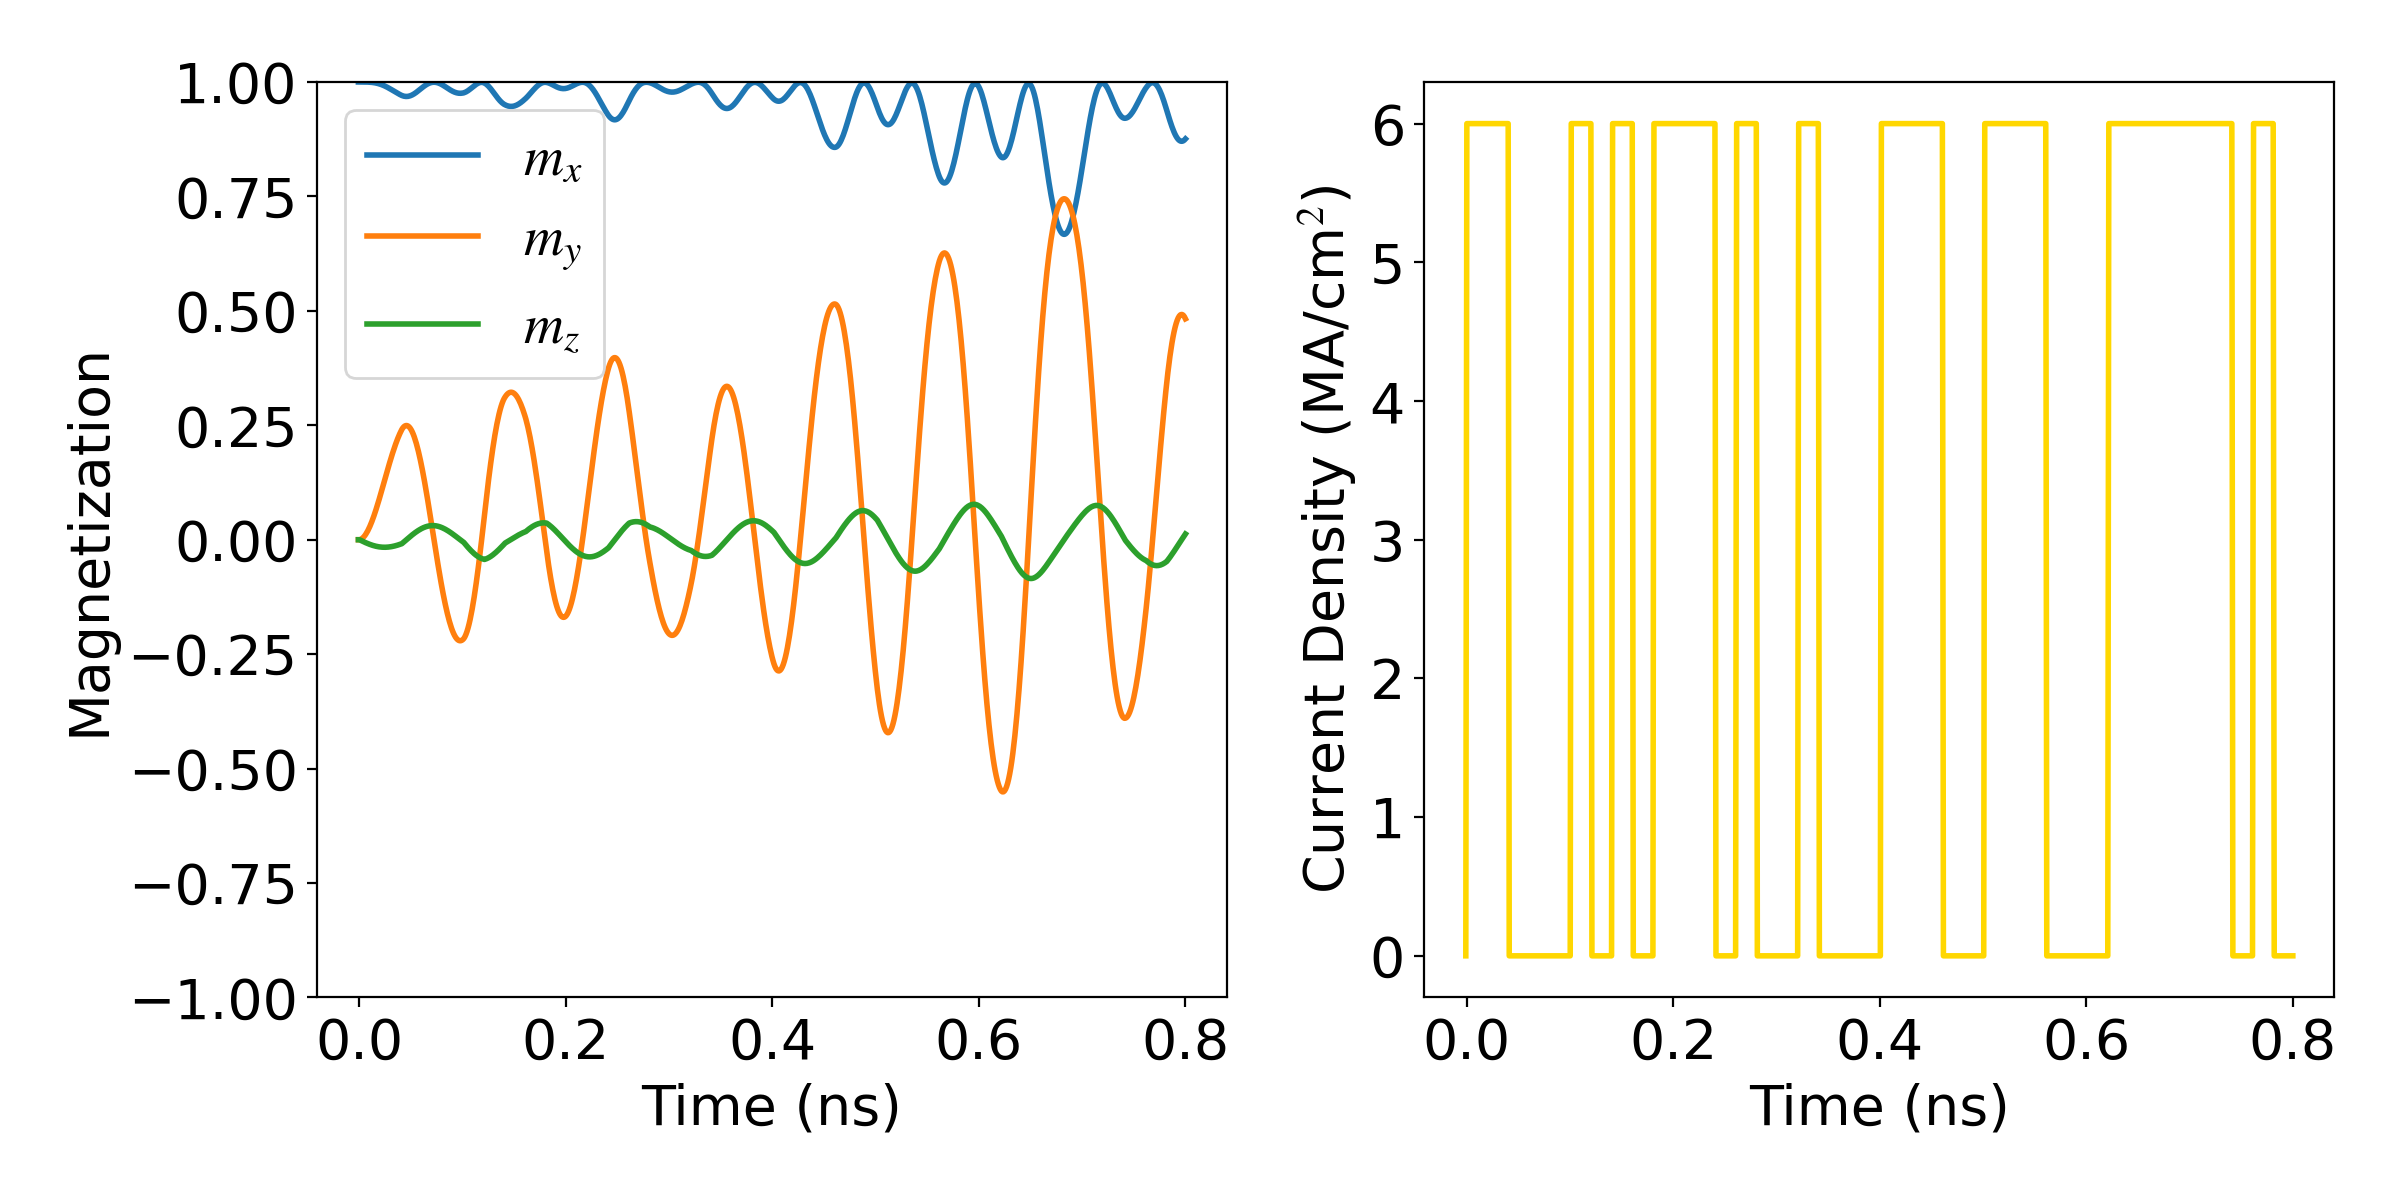 1.00
0.75
0.50
0.25
0.00
−0.25
−0.50
−0.75
−1.00
Magnetization
m_x
m_y
m_z
0.0 0.2 0.4 0.6 0.8
Time (ns)
6
5
4
3
2
1
0
Current Density (MA/cm²)
0.0 0.2 0.4 0.6 0.8
Time (ns)